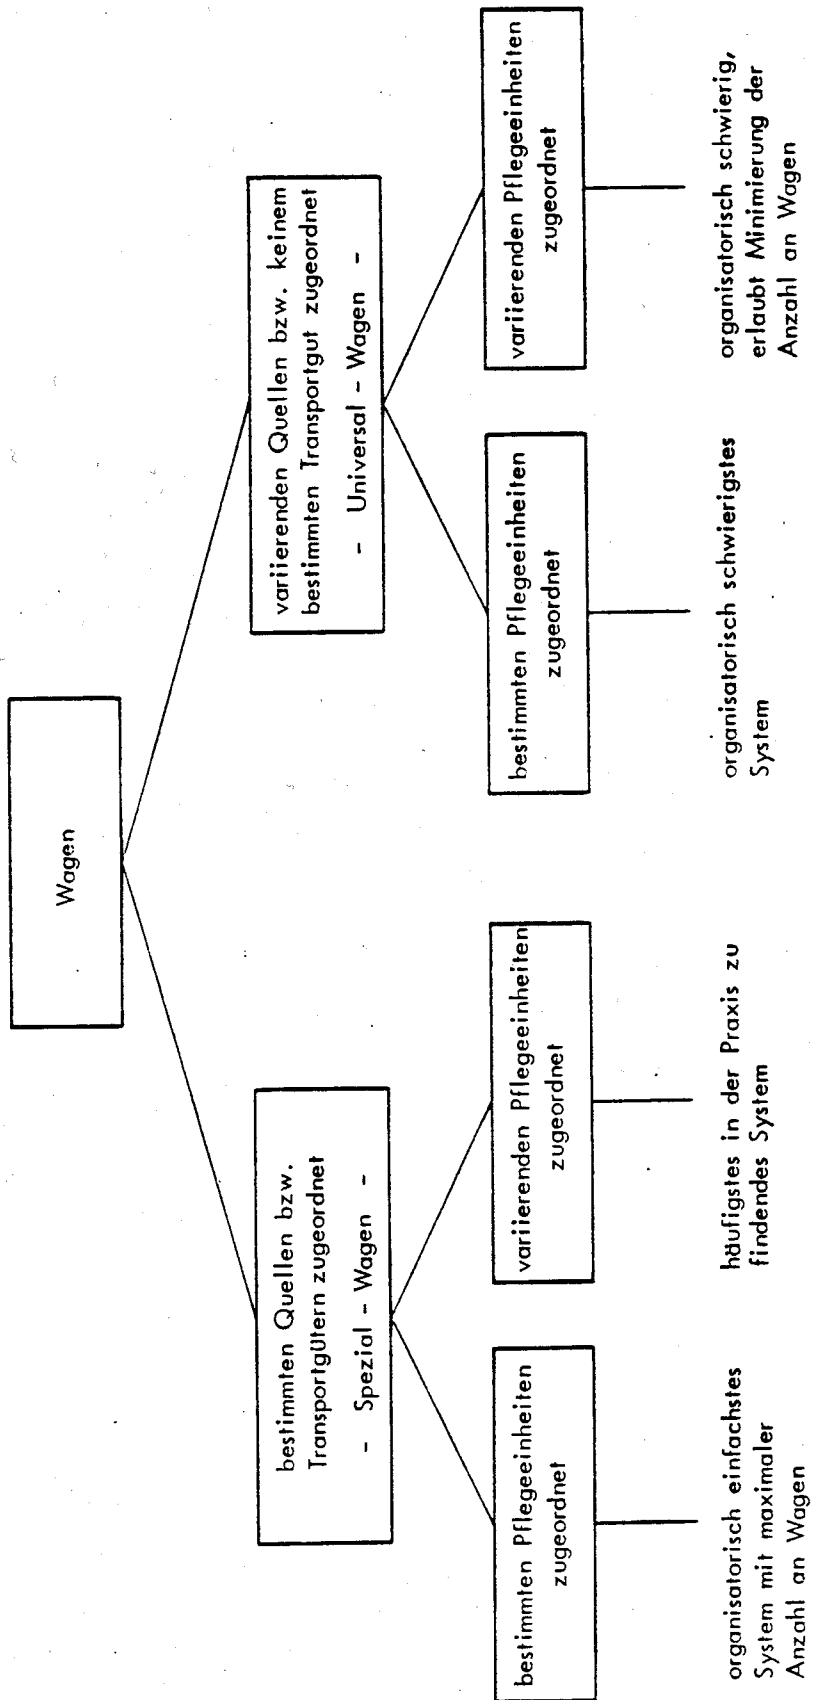 Wagen
bestimmten Quellen bzw.
Transportgütern zugeordnet
- Spezial - Wagen -
variierenden Quellen bzw. keinem
bestimmten Transportgut zugeordnet
- Universal - Wagen -
bestimmten Pflegeeinheiten
zugeordnet
variierenden Pflegeeinheiten
zugeordnet
bestimmten Pflegeeinheiten
zugeordnet
variierenden Pflegeeinheiten
zugeordnet
organisatorisch einfachstes
System mit maximaler
Anzahl an Wagen
häufigstes in der Praxis zu
findendes System
organisatorisch schwierigstes
System
organisatorisch schwierig,
erlaubt Minimierung der
Anzahl an Wagen